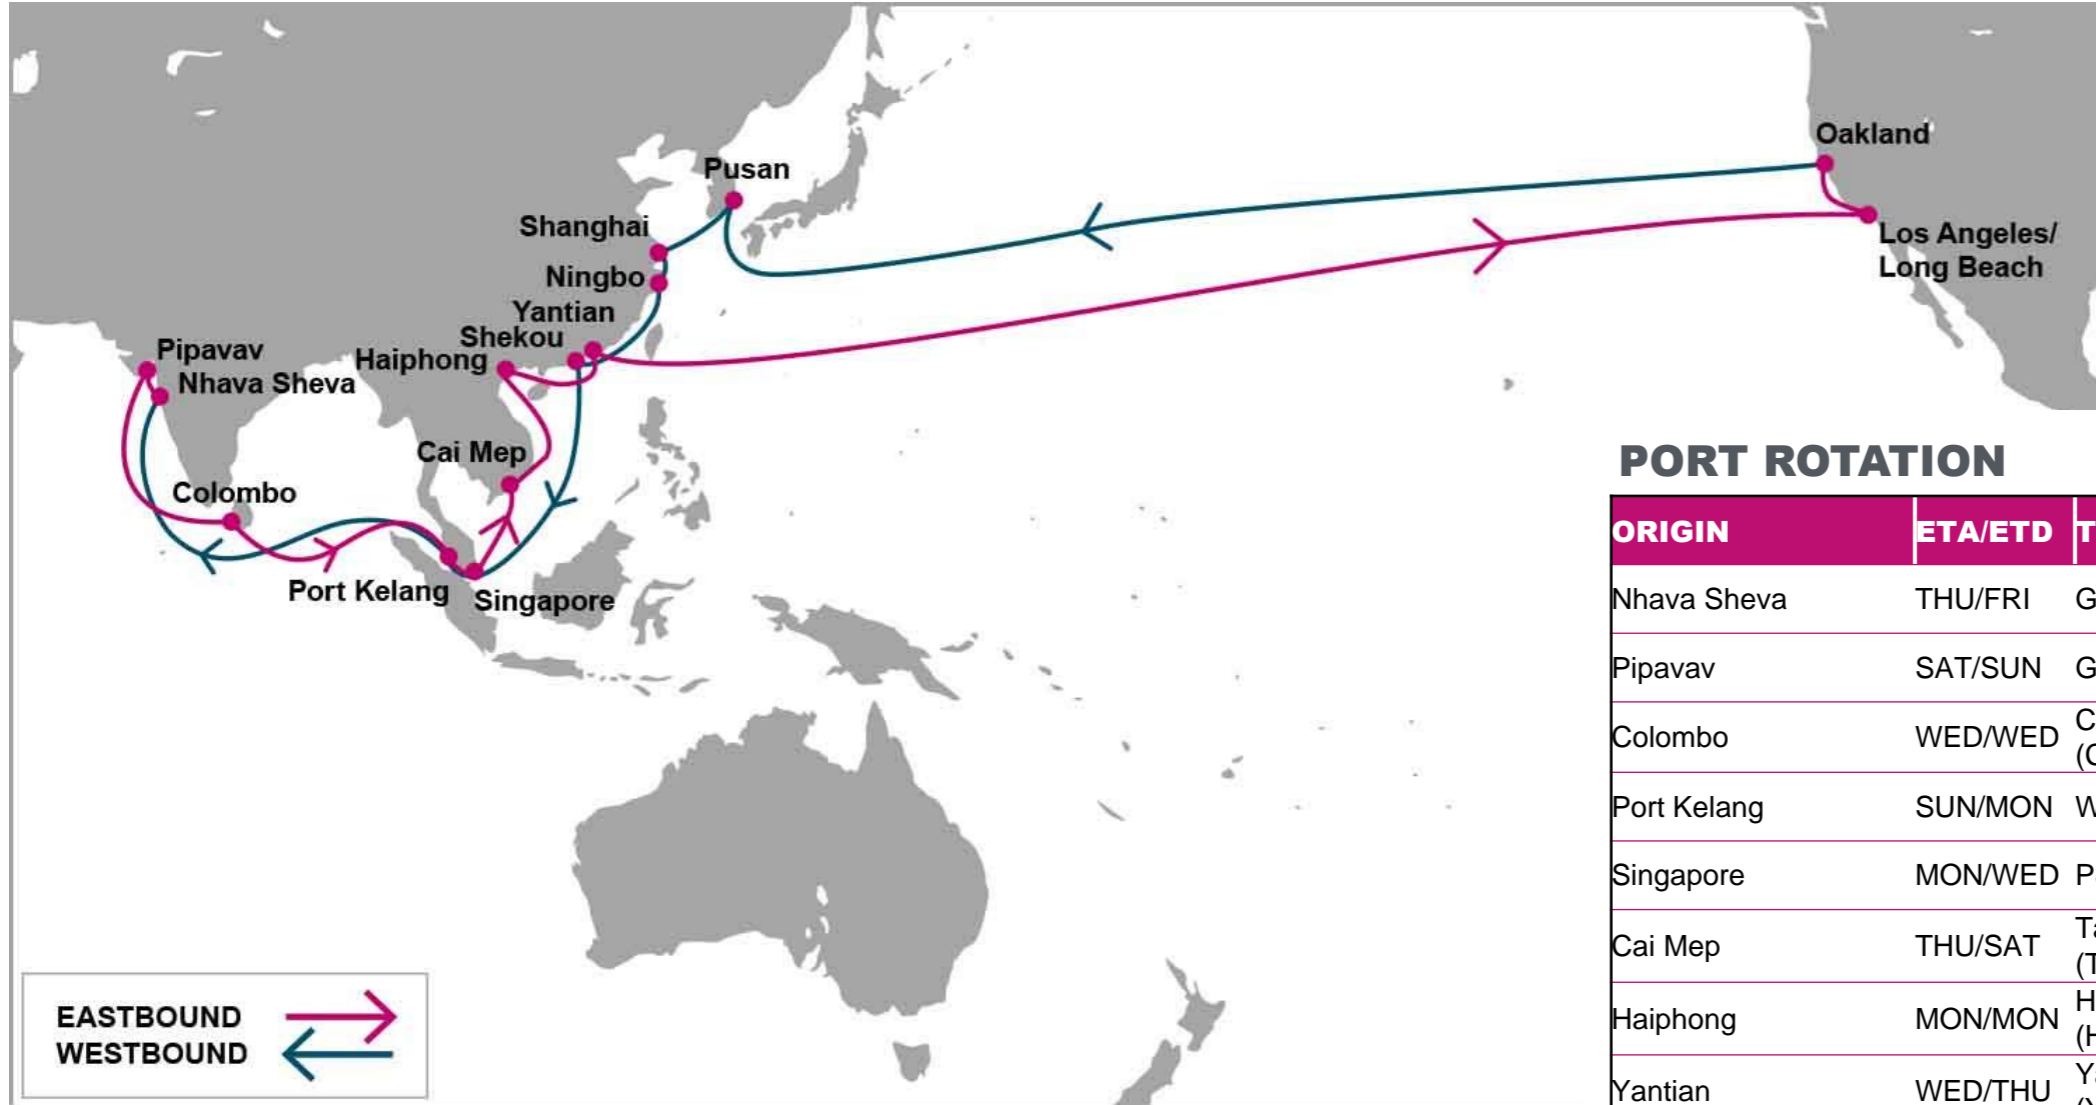 Oakland
Pusan
Shanghai
Los Angeles/
Long Beach
Ningbo
Yantian
Shekou
Pipavav
Haiphong
Nhava Sheva
Cai Mep
Colombo
Port Kelang
Singapore
EASTBOUND
WESTBOUND
PORT ROTATION
ORIGIN ETA/ETD T
Nhava Sheva THU/FRI G
Pipavav SAT/SUN G
Colombo WED/WED C
(C
Port Kelang SUN/MON W
Singapore MON/WED P
Cai Mep THU/SAT Ta
(T
Haiphong MON/MON H
(H
Yantian WED/THU Y